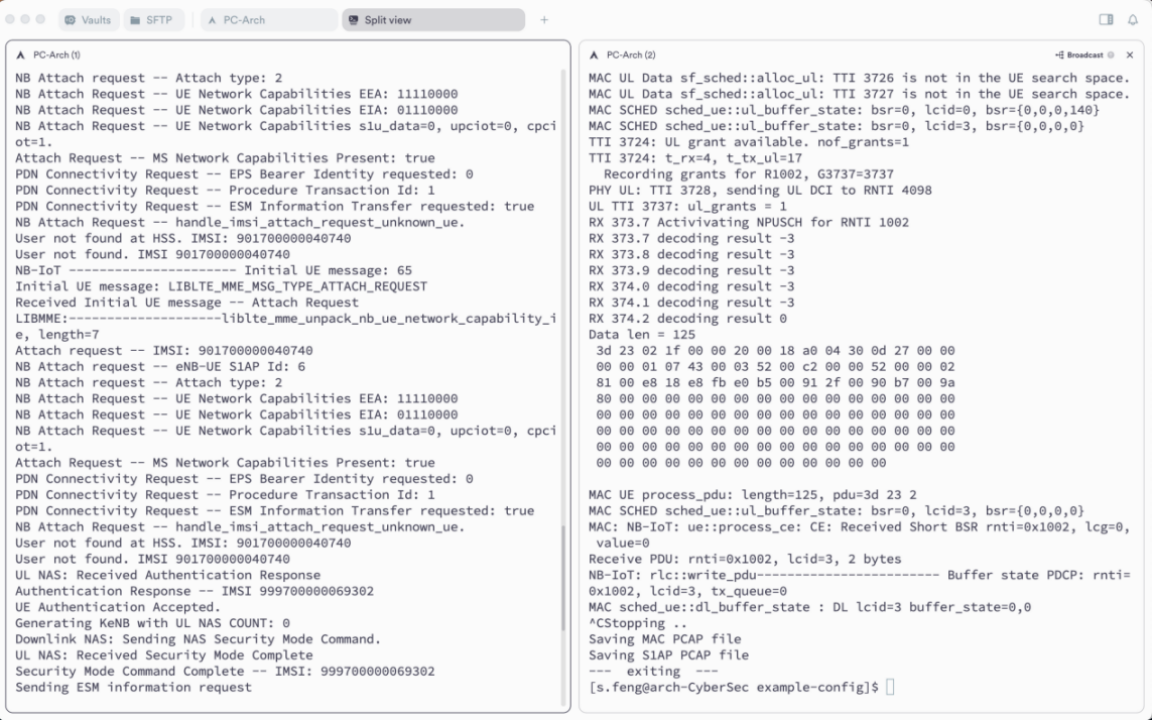 Vaults
SFTP
PC-Arch
Split view
+
PC-Arch (1)
NB Attach request -- Attach type: 2
NB Attach request -- UE Network Capabilities EEA: 11110000
NB Attach request -- UE Network Capabilities EIA: 01110000
NB Attach request -- UE Network Capabilities s1u_data=0, upciot=0, cpci
ot=1.
Attach Request -- MS Network Capabilities Present: true
PDN Connectivity Request -- EPS Bearer Identity requested: 0
PDN Connectivity Request -- Procedure Transaction Id: 1
PDN Connectivity Request -- ESM Information Transfer requested: true
NB Attach Request -- handle_imsi_attach_request_unknown_ue.
User not found at HSS. IMSI: 901700000040740
User not found. IMSI 901700000040740
NB-IoT ---------------------- Initial UE message: 65
Initial UE message: LIBLTE_MME_MSG_TYPE_ATTACH_REQUEST
Received Initial UE message -- Attach Request
LIBMME:--------------------liblte_mme_unpack_nb_ue_network_capability_i
e, length=7
Attach request -- IMSI: 901700000040740
NB Attach request -- eNB-UE S1AP Id: 6
NB Attach request -- Attach type: 2
NB Attach request -- UE Network Capabilities EEA: 11110000
NB Attach request -- UE Network Capabilities EIA: 01110000
NB Attach request -- UE Network Capabilities s1u_data=0, upciot=0, cpci
ot=1.
Attach Request -- MS Network Capabilities Present: true
PDN Connectivity Request -- EPS Bearer Identity requested: 0
PDN Connectivity Request -- Procedure Transaction Id: 1
PDN Connectivity Request -- ESM Information Transfer requested: true
NB Attach Request -- handle_imsi_attach_request_unknown_ue.
User not found at HSS. IMSI: 901700000040740
User not found. IMSI 901700000040740
UL NAS: Received Authentication Response
Authentication Response -- IMSI 999700000069302
UE Authentication Accepted.
Generating KeNB with UL NAS COUNT: 0
Downlink NAS: Sending NAS Security Mode Command.
UL NAS: Received Security Mode Complete
Security Mode Command Complete -- IMSI: 999700000069302
Sending ESM information request
PC-Arch (2)
Broadcast
MAC UL Data sf_sched::alloc_ul: TTI 3726 is not in the UE search space.
MAC UL Data sf_sched::alloc_ul: TTI 3727 is not in the UE search space.
MAC SCHED sched_ue::ul_buffer_state: bsr=0, lcid=0, bsr={0,0,0,140}
MAC SCHED sched_ue::ul_buffer_state: bsr=0, lcid=3, bsr={0,0,0,0}
TTI 3724: UL grant available. nof_grants=1
TTI 3724: t_rx=4, t_tx_ul=17
Recording grants for R1002, G3737=3737
PHY UL: TTI 3728, sending UL DCI to RNTI 4098
UL TTI 3737: ul_grants = 1
RX 373.7 Activivating NPUSCH for RNTI 1002
RX 373.7 decoding result -3
RX 373.8 decoding result -3
RX 373.9 decoding result -3
RX 374.0 decoding result -3
RX 374.1 decoding result -3
RX 374.2 decoding result 0
Data len = 125
3d 23 02 1f 00 00 20 00 18 a0 04 30 0d 27 00 00
00 00 01 07 43 00 03 52 00 c2 00 00 52 00 00 02
81 00 e8 18 e8 fb e0 b5 00 91 2f 00 90 b7 00 9a
80 00 00 00 00 00 00 00 00 00 00 00 00 00 00 00
00 00 00 00 00 00 00 00 00 00 00 00 00 00 00 00
00 00 00 00 00 00 00 00 00 00 00 00 00 00 00 00
00 00 00 00 00 00 00 00 00 00 00 00 00 00 00 00
00 00 00 00 00 00 00 00 00 00 00 00 00
MAC UE process_pdu: length=125, pdu=3d 23 2
MAC SCHED sched_ue::ul_buffer_state: bsr=0, lcid=3, bsr={0,0,0,0}
MAC: NB-IoT: ue::process_ce: CE: Received Short BSR rnti=0x1002, lcg=0,
value=0
Receive PDU: rnti=0x1002, lcid=3, 2 bytes
NB-IoT: rlc::write_pdu------------------------ Buffer state PDCP: rnti=
0x1002, lcid=3, tx_queue=0
MAC sched_ue::dl_buffer_state : DL lcid=3 buffer_state=0,0
^CStopping ..
Saving MAC PCAP file
Saving S1AP PCAP file
--- exiting ---
[s.feng@arch-CyberSec example-config]$